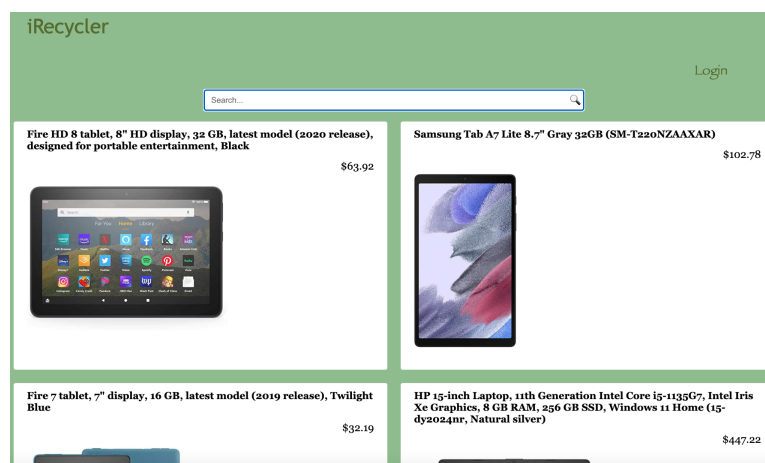 iRecycler
Login
Search...
Fire HD 8 tablet, 8" HD display, 32 GB, latest model (2020 release),
designed for portable entertainment, Black
$63.92
For You Home Library
Samsung Tab A7 Lite 8.7" Gray 32GB (SM-T220NZAAXAR)
$102.78
Fire 7 tablet, 7" display, 16 GB, latest model (2019 release), Twilight
Blue
$32.19
HP 15-inch Laptop, 11th Generation Intel Core i5-1135G7, Intel Iris
Xe Graphics, 8 GB RAM, 256 GB SSD, Windows 11 Home (15-
dy2024nr, Natural silver)
$447.22